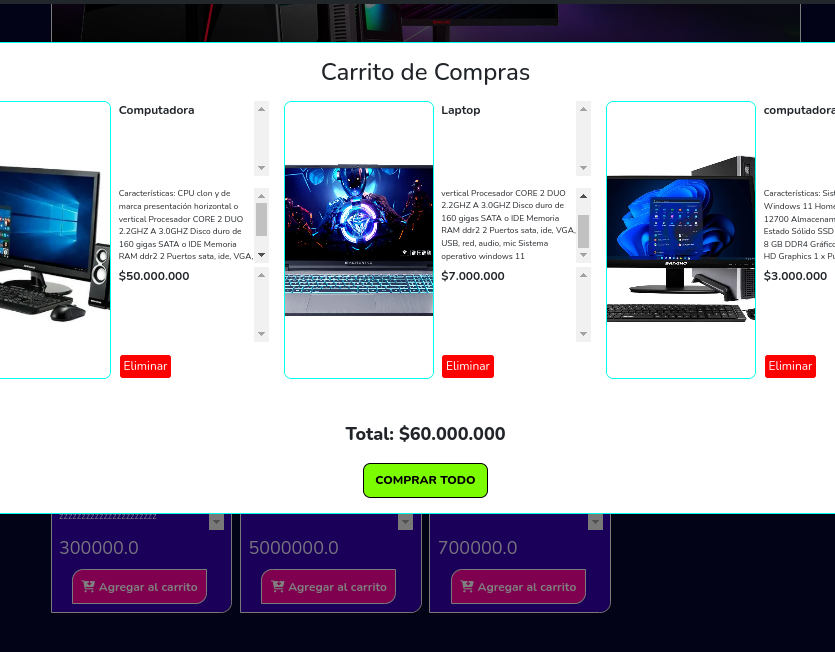 Carrito de Compras
Computadora
Características: CPU clon y de
marca presentación horizontal o
vertical Procesador CORE 2 DUO
2.2GHZ A 3.0GHZ Disco duro de
160 gigas SATA o IDE Memoria
RAM ddr2 2 Puertos sata, ide, VGA,
$50.000.000
Eliminar
Laptop
vertical Procesador CORE 2 DUO
2.2GHZ A 3.0GHZ Disco duro de
160 gigas SATA o IDE Memoria
RAM ddr2 2 Puertos sata, ide, VGA,
USB, red, audio, mic Sistema
operativo windows 11
$7.000.000
Eliminar
computadora
Características: Sist
Windows 11 Home
12700 Almacenam
Estado Sólido SSD
8 GB DDR4 Gráfico
HD Graphics 1 x Pu
$3.000.000
Eliminar
Total: $60.000.000
COMPRAR TODO
300000.0
Agregar al carrito
5000000.0
Agregar al carrito
700000.0
Agregar al carrito